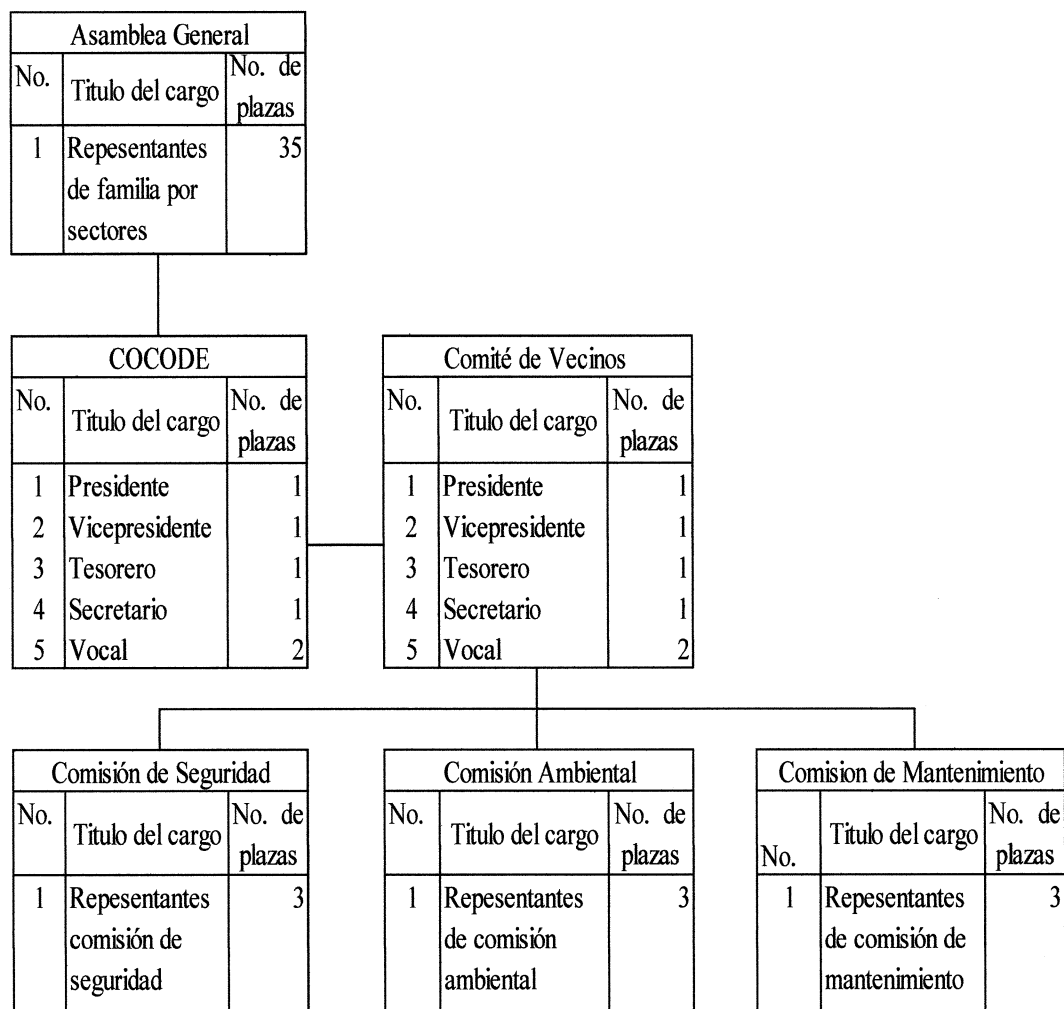 Asamblea General
No. Titulo del cargo No. de plazas
1 Repesentantes 35
de familia por
sectores
COCODE
No. Titulo del cargo No. de plazas
1 Presidente 1
2 Vicepresidente 1
3 Tesorero 1
4 Secretario 1
5 Vocal 2
Comité de Vecinos
No. Titulo del cargo No. de plazas
1 Presidente 1
2 Vicepresidente 1
3 Tesorero 1
4 Secretario 1
5 Vocal 2
Comisión de Seguridad
No. Titulo del cargo No. de plazas
1 Repesentantes 3
comisión de
seguridad
Comisión Ambiental
No. Titulo del cargo No. de plazas
1 Repesentantes 3
de comisión
ambiental
Comision de Mantenimiento
No. Titulo del cargo No. de plazas
1 Repesentantes 3
de comisión de
mantenimiento